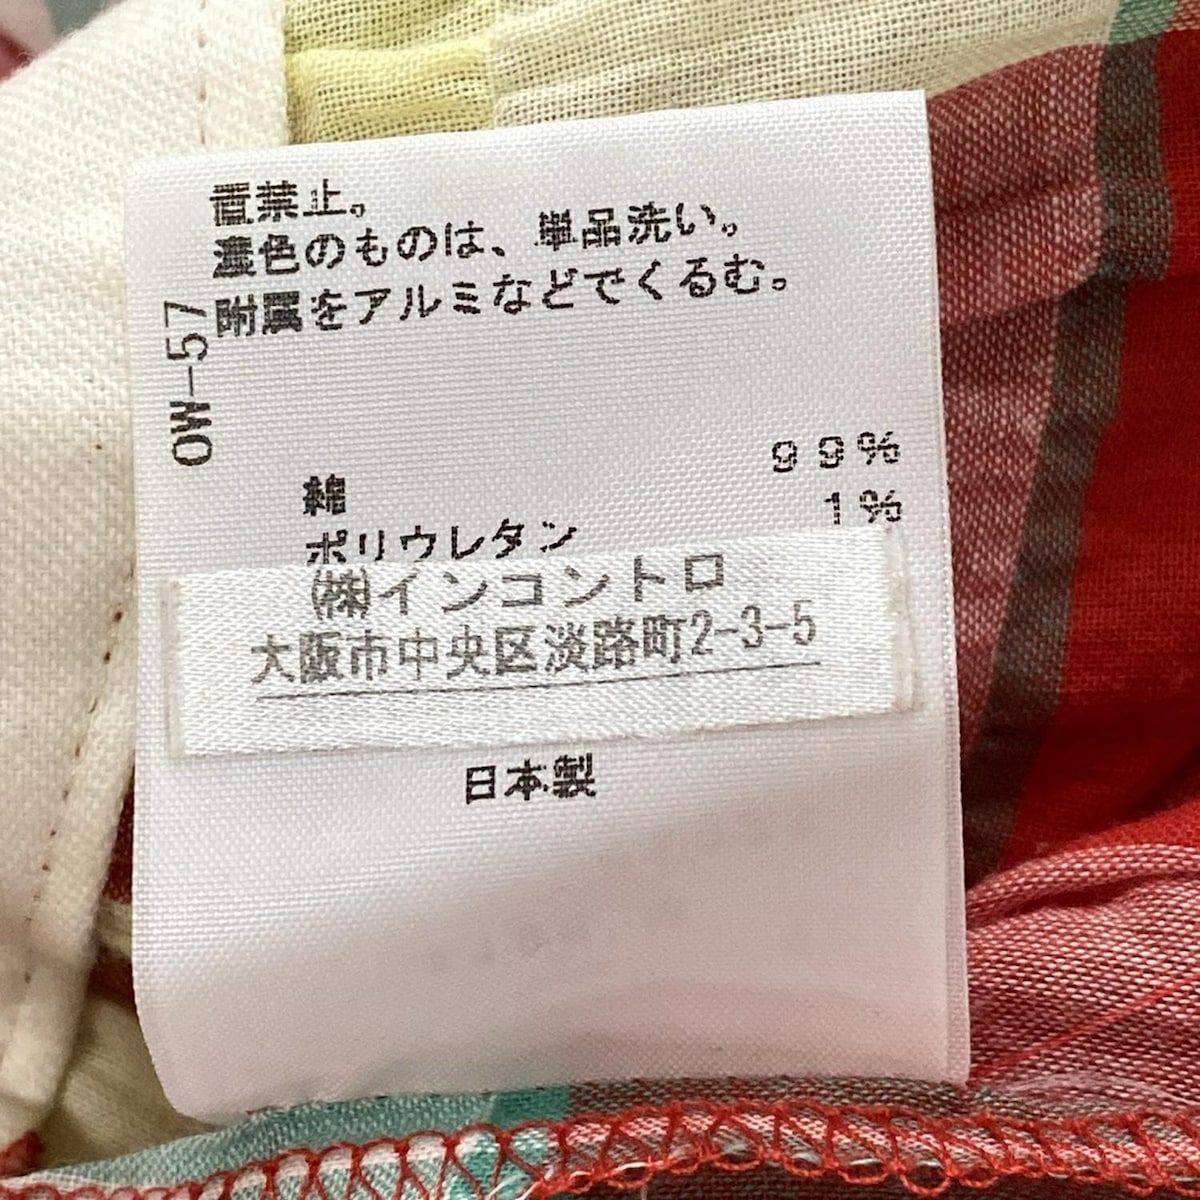 直禁止。
濃色のものは、単品洗い。
附属をアルミなどでくるむ。
OW-57
綿 99%
ポリウレタン 1%
㈱インコントロ
大阪市中央区淡路町2-3-5
日本製